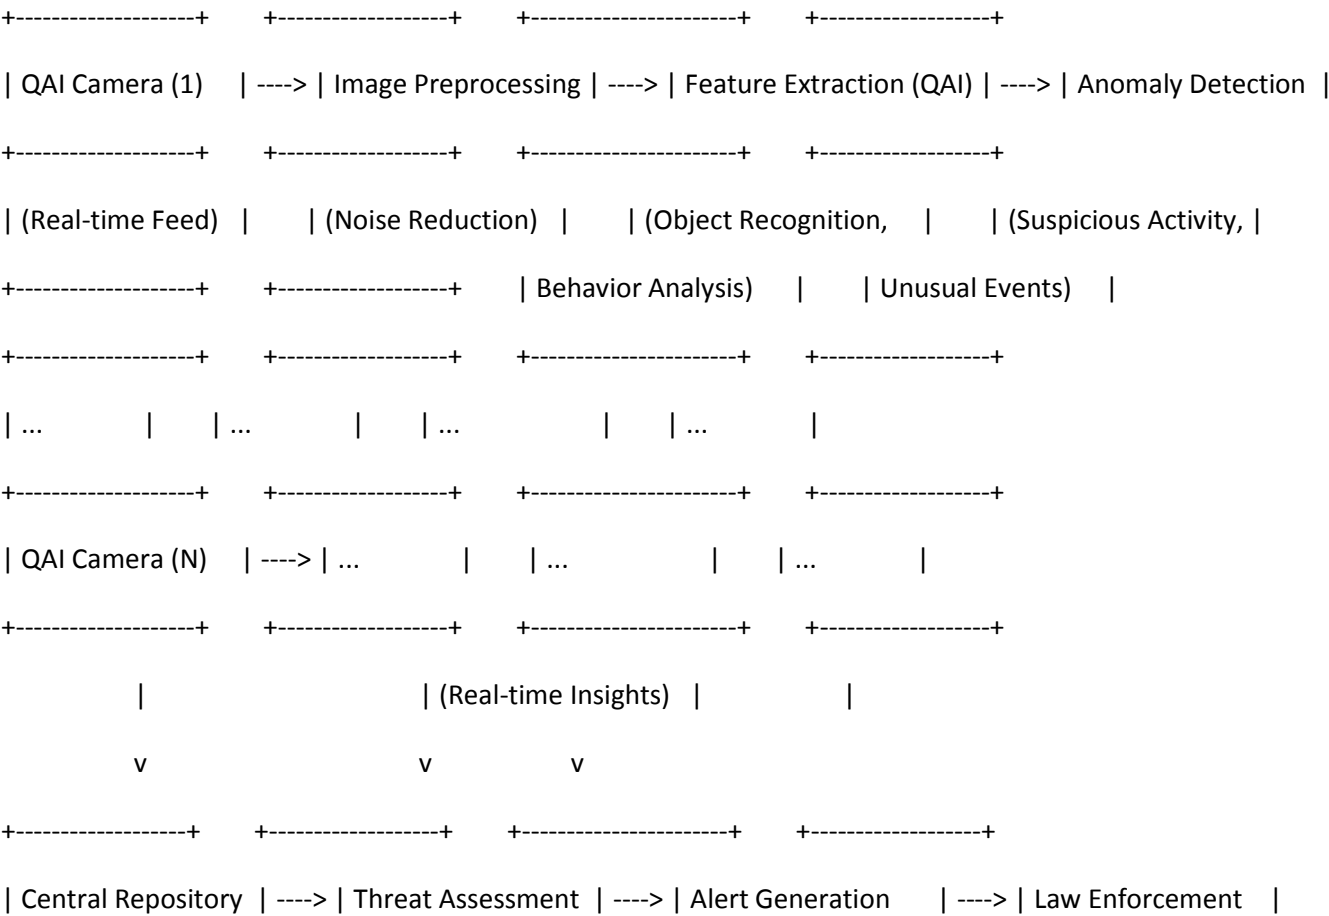 +--------------------+ +-------------------+ +-----------------------+ +-------------------+
| QAI Camera (1) | ----> | Image Preprocessing | ----> | Feature Extraction (QAI) | ----> | Anomaly Detection |
+--------------------+ +-------------------+ +-----------------------+ +-------------------+
| (Real-time Feed) | | (Noise Reduction) | | (Object Recognition, | | (Suspicious Activity, |
+--------------------+ +-------------------+ | Behavior Analysis) | | Unusual Events) |
+--------------------+ +-------------------+ +-----------------------+ +-------------------+
| ... | | ... | | ... | | ... |
+--------------------+ +-------------------+ +-----------------------+ +-------------------+
| QAI Camera (N) | ----> | ... | | ... | | ... |
+--------------------+ +-------------------+ +-----------------------+ +-------------------+
| | (Real-time Insights) | |
v v v
+-------------------+ +-------------------+ +-----------------------+ +-------------------+
| Central Repository | ----> | Threat Assessment | ----> | Alert Generation | ----> | Law Enforcement |